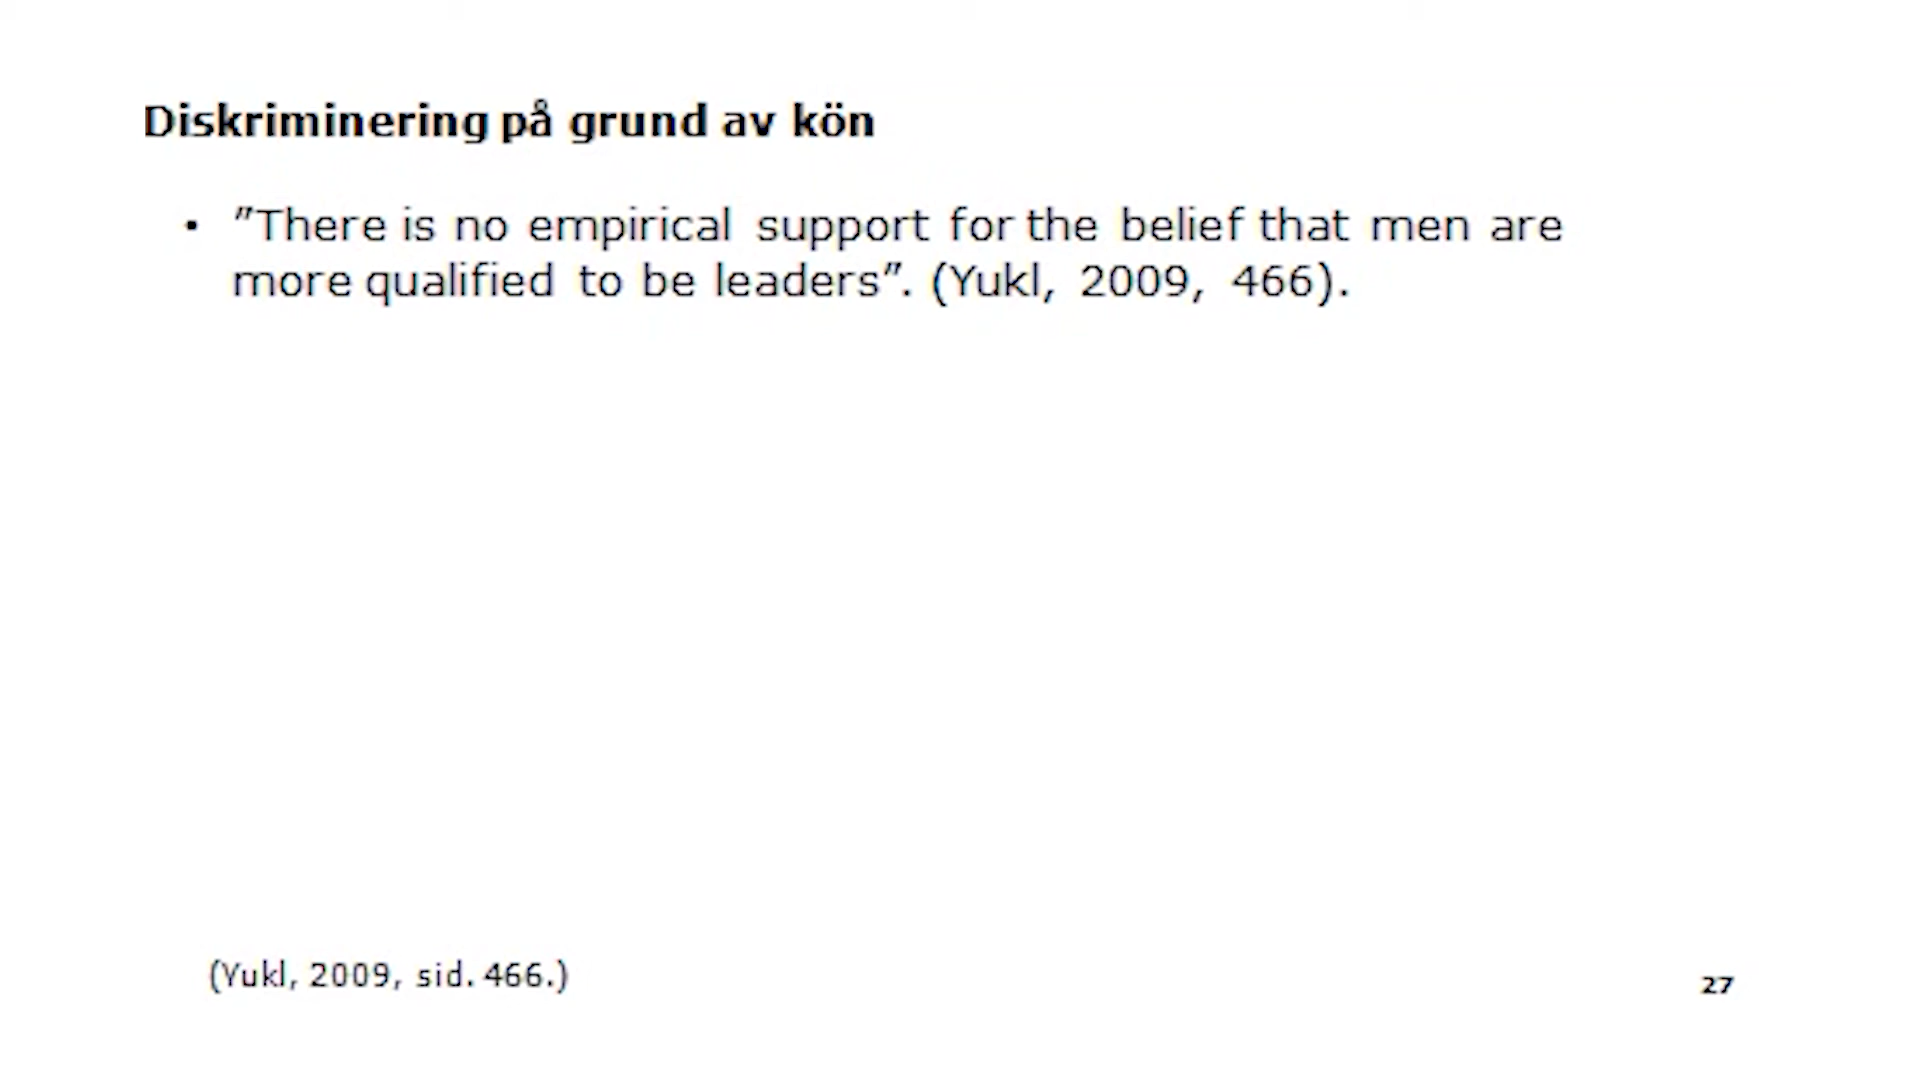 Diskriminering på grund av kön
• ”There is no empirical support for the belief that men are
more qualified to be leaders”. (Yukl, 2009, 466).
(Yukl, 2009, sid. 466.)
27